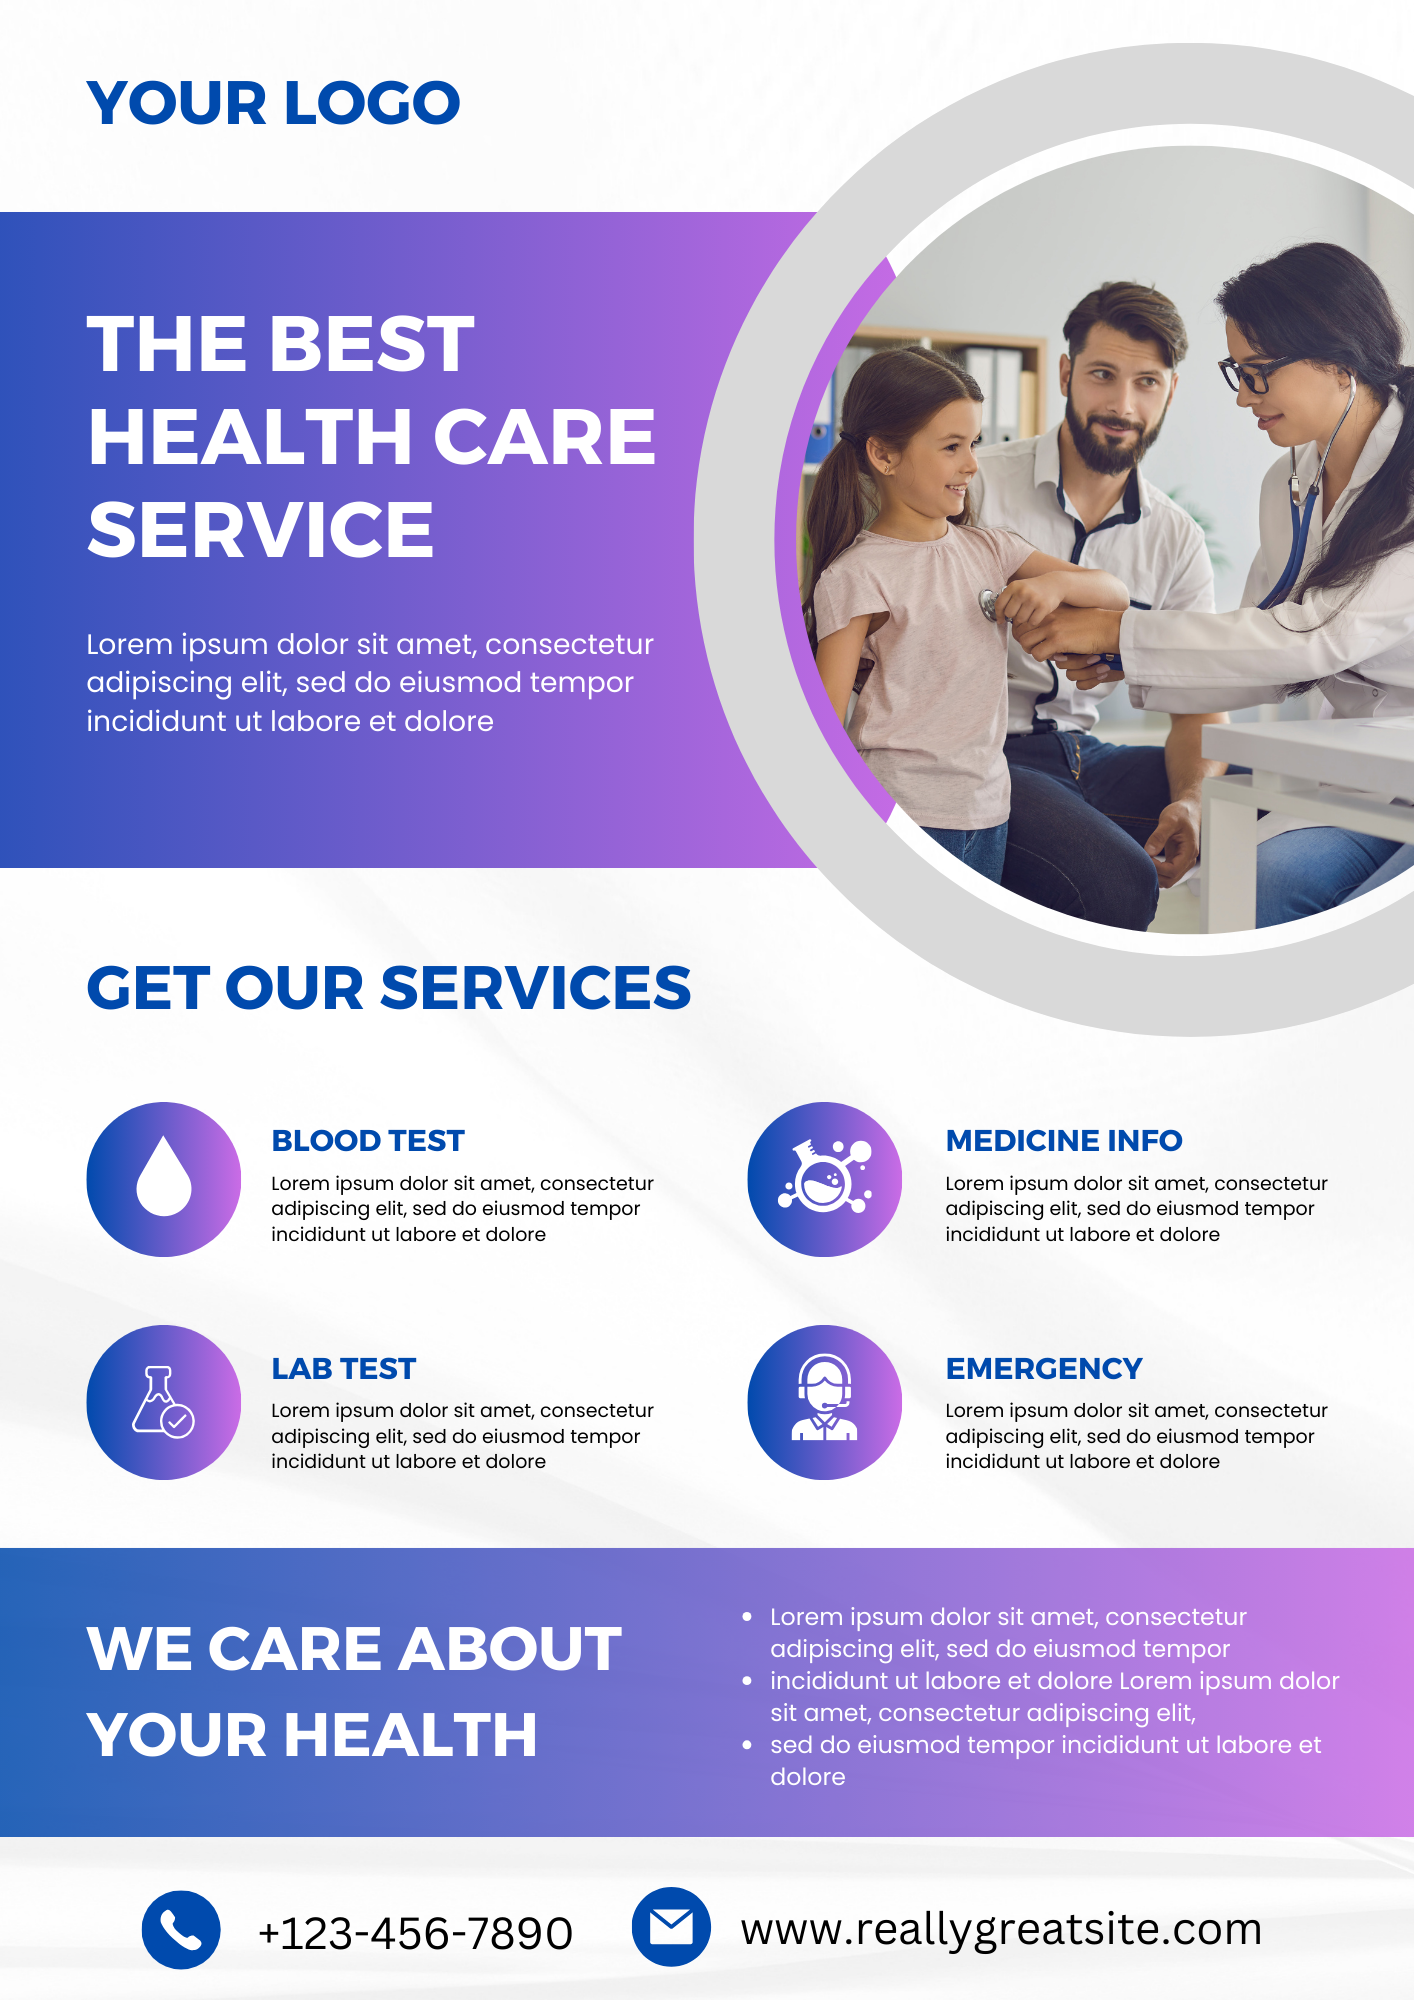 YOUR LOGO
THE BEST
HEALTH CARE
SERVICE
Lorem ipsum dolor sit amet, consectetur
adipiscing elit, sed do eiusmod tempor
incididunt ut labore et dolore
GET OUR SERVICES
BLOOD TEST
Lorem ipsum dolor sit amet, consectetur
adipiscing elit, sed do eiusmod tempor
incididunt ut labore et dolore
MEDICINE INFO
Lorem ipsum dolor sit amet, consectetur
adipiscing elit, sed do eiusmod tempor
incididunt ut labore et dolore
LAB TEST
Lorem ipsum dolor sit amet, consectetur
adipiscing elit, sed do eiusmod tempor
incididunt ut labore et dolore
EMERGENCY
Lorem ipsum dolor sit amet, consectetur
adipiscing elit, sed do eiusmod tempor
incididunt ut labore et dolore
WE CARE ABOUT
YOUR HEALTH
• Lorem ipsum dolor sit amet, consectetur
adipiscing elit, sed do eiusmod tempor
• incididunt ut labore et dolore Lorem ipsum dolor
sit amet, consectetur adipiscing elit,
• sed do eiusmod tempor incididunt ut labore et
dolore
+123-456-7890
www.reallygreatsite.com